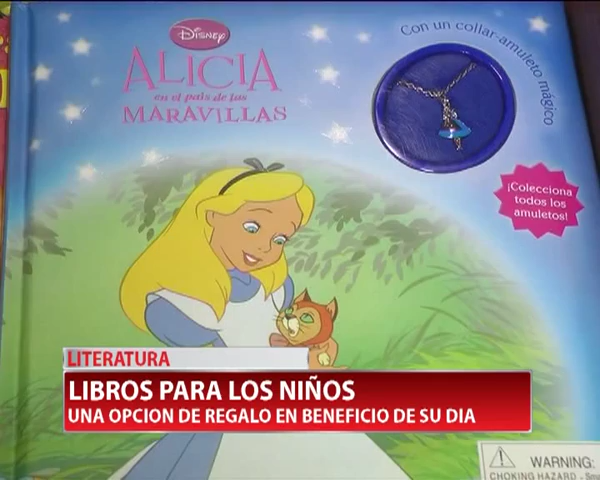 Disney
ALICIA
en el país de las
MARAVILLAS
Con un collar-amuleto mágico
¡Colecciona
todos los
amuletos!
LITERATURA
LIBROS PARA LOS NIÑOS
UNA OPCION DE REGALO EN BENEFICIO DE SU DIA
WARNING:
CHOKING HAZARD - Sma